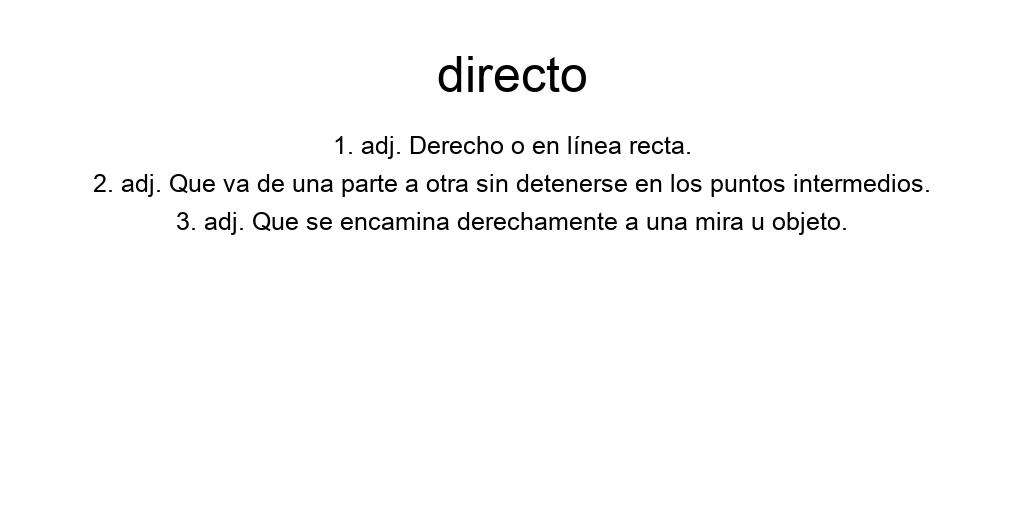 directo
1. adj. Derecho o en línea recta.
2. adj. Que va de una parte a otra sin detenerse en los puntos intermedios.
3. adj. Que se encamina derechamente a una mira u objeto.